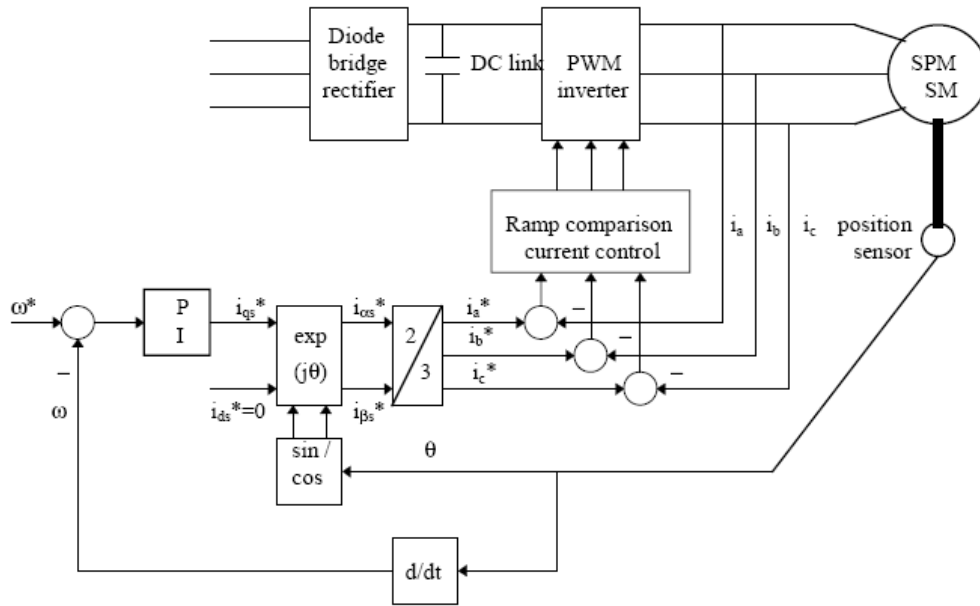 Diode
bridge
rectifier
DC link
PWM
inverter
SPM
SM
Ramp comparison
current control
i_a
i_b
i_c
position
sensor
ω*
P
I
i_qs*
i_ds*=0
exp
(jθ)
i_αs*
i_βs*
2
3
i_a*
i_b*
i_c*
−
−
−
−
ω
sin /
cos
θ
d/dt